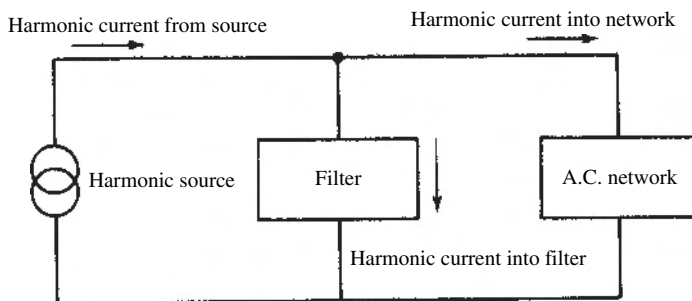 Harmonic current from source
Harmonic current into network
Harmonic source
Filter
A.C. network
Harmonic current into filter